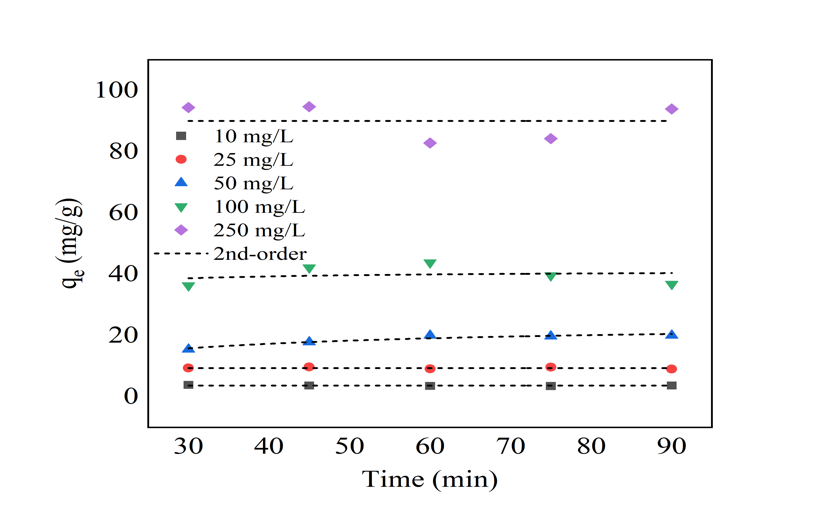 100
80
60
40
20
0
qe (mg/g)
10 mg/L
25 mg/L
50 mg/L
100 mg/L
250 mg/L
2nd-order
30 40 50 60 70 80 90
Time (min)